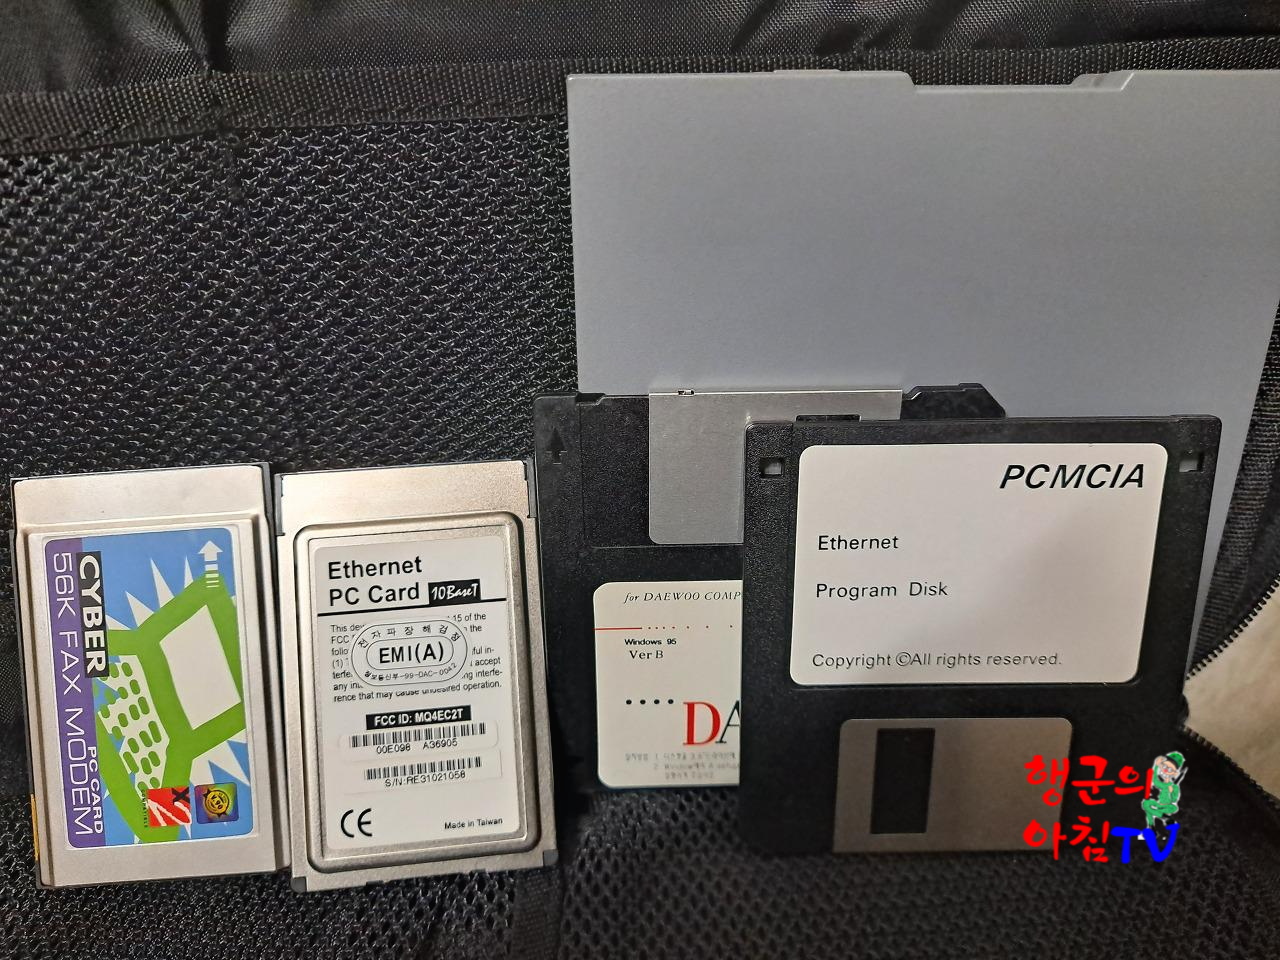 CYBER
56K FAX MODEM
PC CARD
Ethernet
PC Card 10BaseT
This 15 of the
FCC the
(1) accept
any interfe-
rence that may cause undesired operation.
전자파장해검정
EMI(A)
FCC ID: MQ4EC2T
00E098 A36905
S/N:RE31021058
CE
Made in Taiwan
for DAEWOO COMP
Windows 95
Ver B
DA
PCMCIA
Ethernet
Program Disk
Copyright ©All rights reserved.
행군의
아침TV